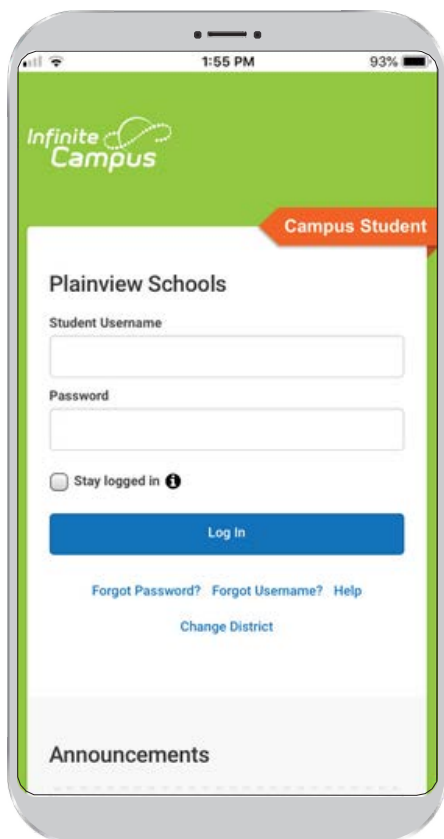 1:55 PM 93%
Infinite
Campus
Campus Student
Plainview Schools
Student Username
Password
Stay logged in
Log In
Forgot Password? Forgot Username? Help
Change District
Announcements